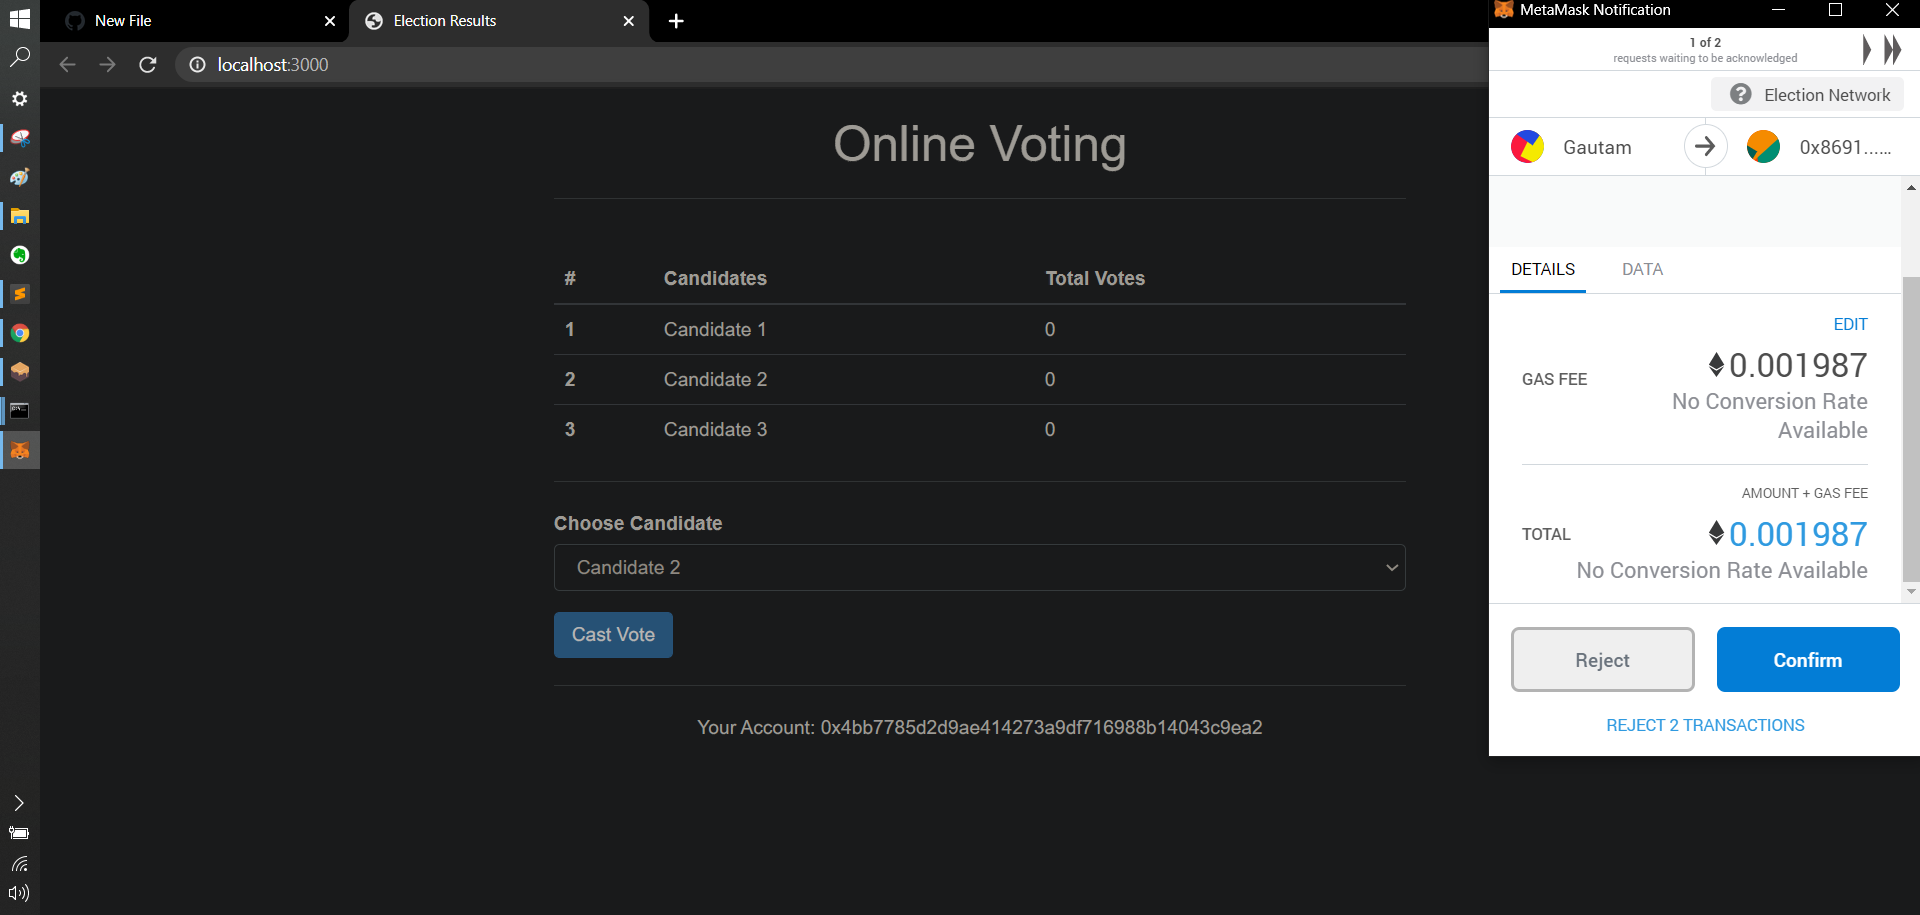 New File
Election Results
localhost:3000
Online Voting
# Candidates Total Votes
1 Candidate 1 0
2 Candidate 2 0
3 Candidate 3 0
Choose Candidate
Candidate 2
Cast Vote
Your Account: 0x4bb7785d2d9ae414273a9df716988b14043c9ea2
MetaMask Notification
1 of 2
requests waiting to be acknowledged
Election Network
Gautam
0x8691......
DETAILS DATA
EDIT
GAS FEE
0.001987
No Conversion Rate
Available
AMOUNT + GAS FEE
TOTAL
0.001987
No Conversion Rate Available
Reject
Confirm
REJECT 2 TRANSACTIONS